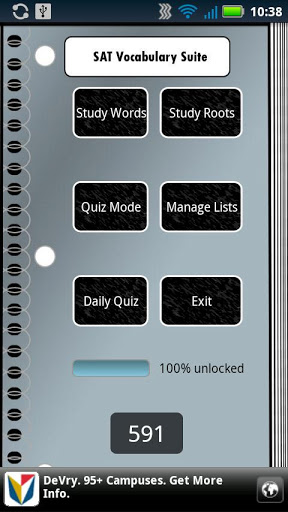 10:38
SAT Vocabulary Suite
Study Words
Study Roots
Quiz Mode
Manage Lists
Daily Quiz
Exit
100% unlocked
591
DeVry. 95+ Campuses. Get More
Info.